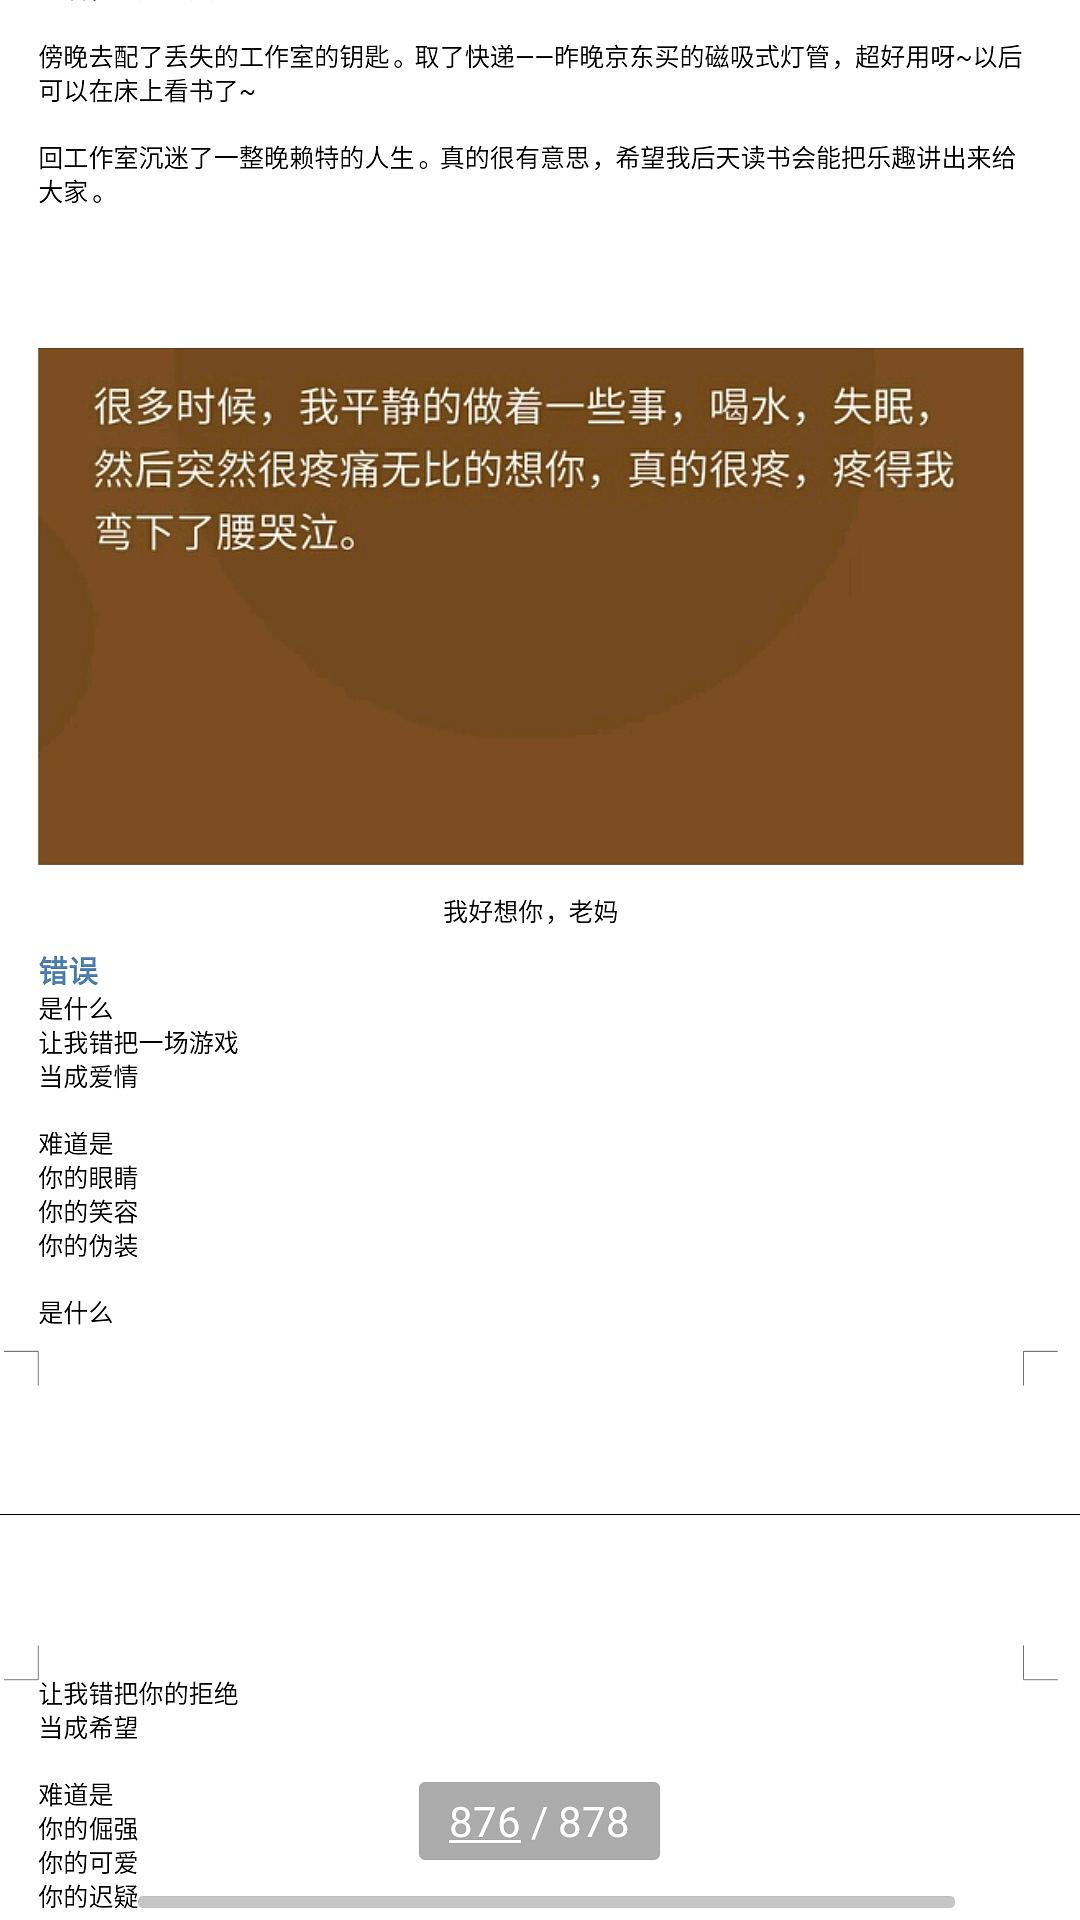 傍晚去配了丢失的工作室的钥匙。取了快递——昨晚京东买的磁吸式灯管，超好用呀~以后
可以在床上看书了~
回工作室沉迷了一整晚赖特的人生。真的很有意思，希望我后天读书会能把乐趣讲出来给
大家。
很多时候，我平静的做着一些事，喝水，失眠，
然后突然很疼痛无比的想你，真的很疼，疼得我
弯下了腰哭泣。
我好想你，老妈
错误
是什么
让我错把一场游戏
当成爱情
难道是
你的眼睛
你的笑容
你的伪装
是什么
让我错把你的拒绝
当成希望
难道是
你的倔强
你的可爱
你的迟疑
876 / 878